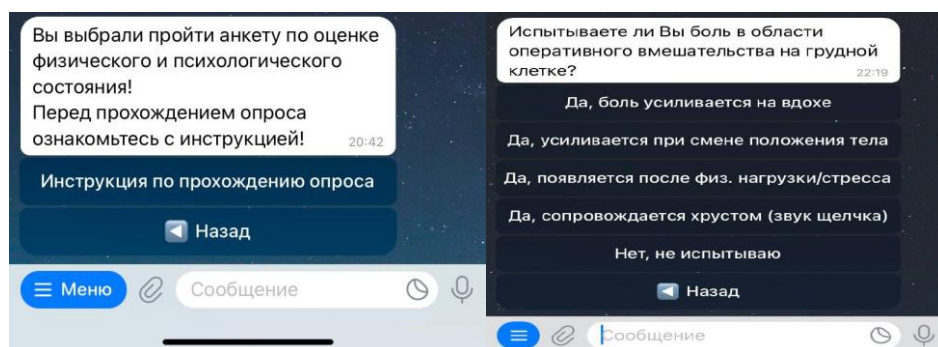 Вы выбрали пройти анкету по оценке
физического и психологического
состояния!
Перед прохождением опроса
ознакомьтесь с инструкцией!
20:42
Инструкция по прохождению опроса
Назад
Меню
Сообщение
Испытываете ли Вы боль в области
оперативного вмешательства на грудной
клетке?
22:19
Да, боль усиливается на вдохе
Да, усиливается при смене положения тела
Да, появляется после физ. нагрузки/стресса
Да, сопровождается хрустом (звук щелчка)
Нет, не испытываю
Назад
Сообщение